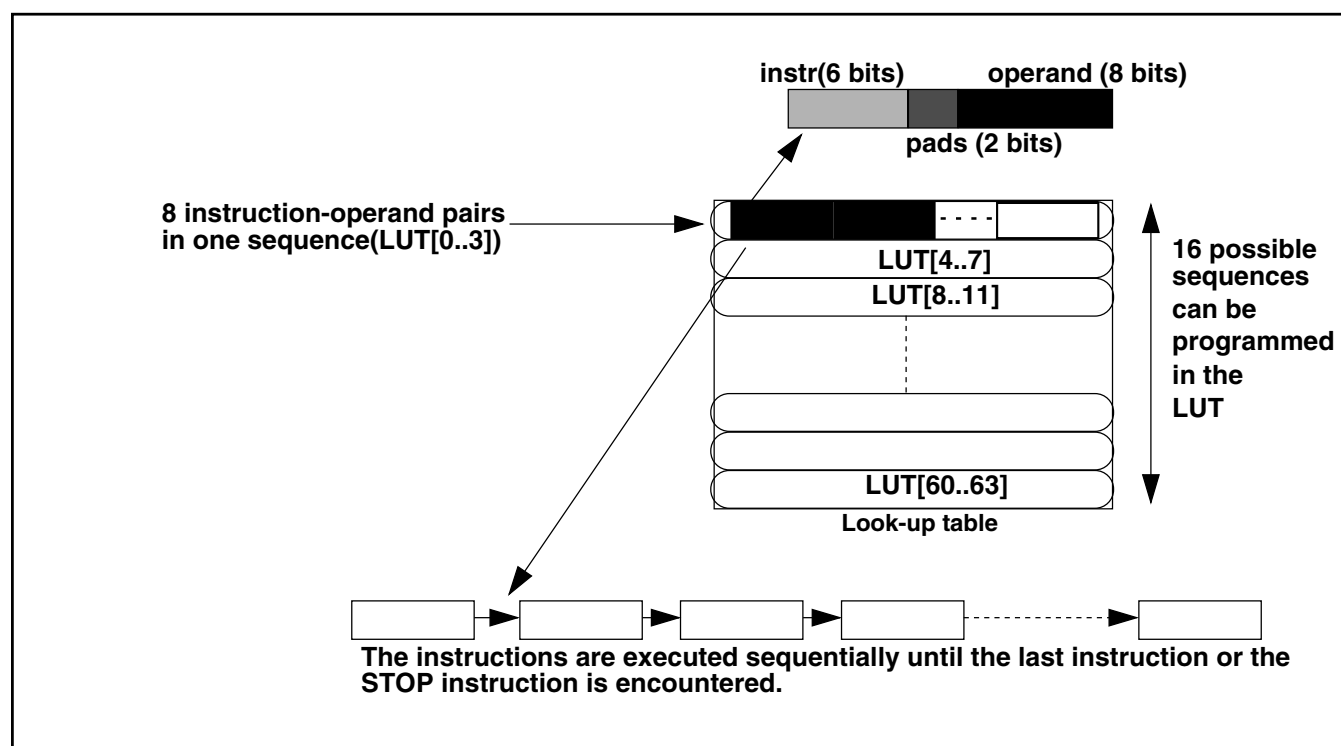 instr(6 bits) operand (8 bits)
pads (2 bits)
8 instruction-operand pairs
in one sequence(LUT[0..3])
LUT[4..7]
LUT[8..11]
LUT[60..63]
Look-up table
16 possible
sequences
can be
programmed
in the
LUT
The instructions are executed sequentially until the last instruction or the
STOP instruction is encountered.